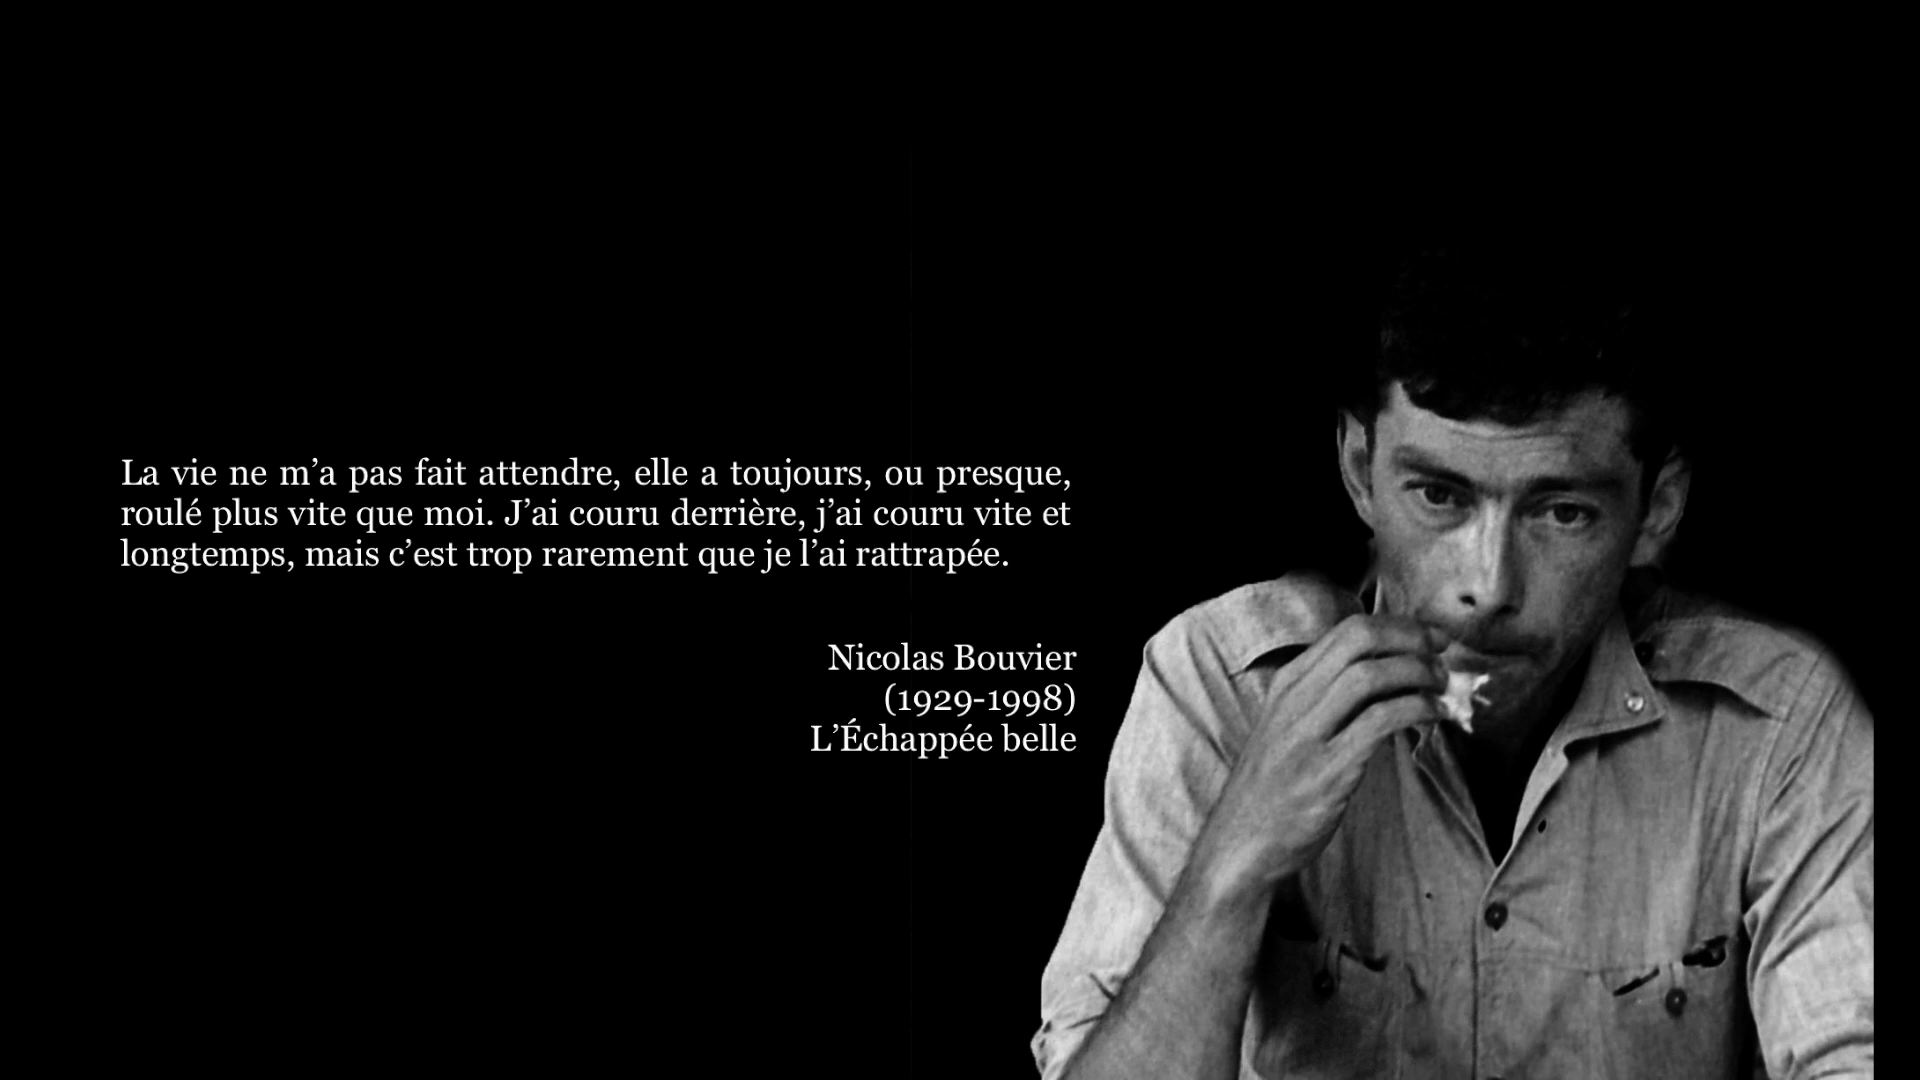 La vie ne m’a pas fait attendre, elle a toujours, ou presque,
roulé plus vite que moi. J’ai couru derrière, j’ai couru vite et
longtemps, mais c’est trop rarement que je l’ai rattrapée.
Nicolas Bouvier
(1929-1998)
L’Échappée belle